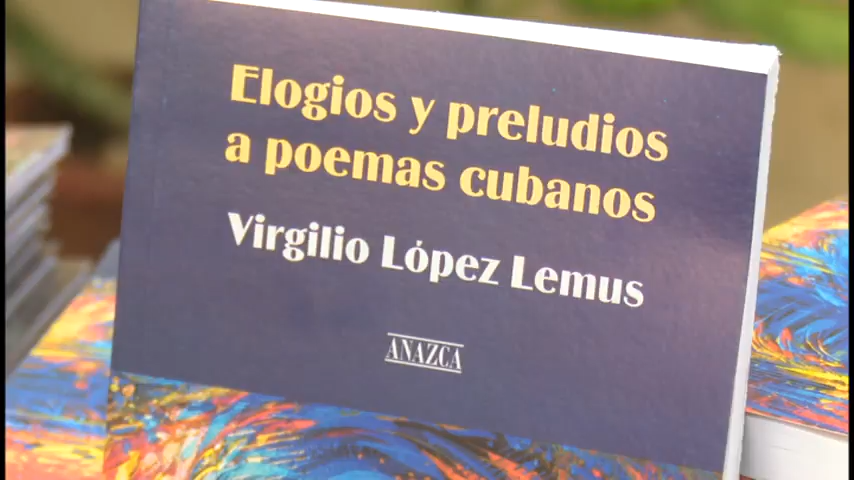 Elogios y preludios
a poemas cubanos
Virgilio López Lemus
ANAZCA